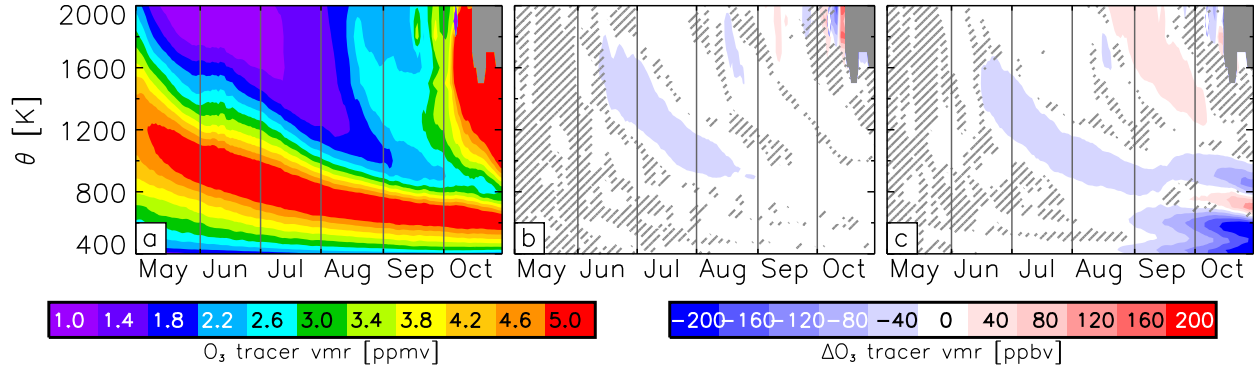 2000
1600
1200
800
400
θ [K]
a
b
c
May Jun Jul Aug Sep Oct
May Jun Jul Aug Sep Oct
May Jun Jul Aug Sep Oct
1.0 1.4 1.8 2.2 2.6 3.0 3.4 3.8 4.2 4.6 5.0
O₃ tracer vmr [ppmv]
-200 -160 -120 -80 -40 0 40 80 120 160 200
ΔO₃ tracer vmr [ppbv]